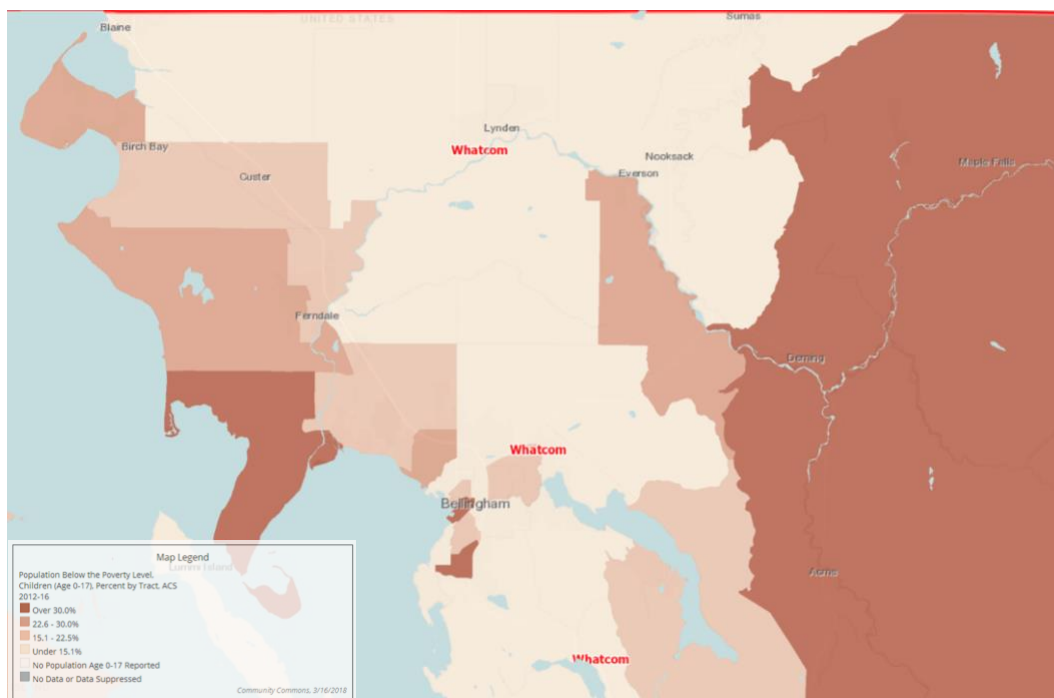 UNITED STATES
Sumas
Blaine
Lynden
Whatcom
Birch Bay
Nooksack
Maple Falls
Everson
Custer
Ferndale
Deming
Whatcom
Bellingham
Map Legend
Lummi Island
Population Below the Poverty Level,
Children (Age 0-17), Percent by Tract, ACS
2012-16
Over 30.0%
22.6 - 30.0%
15.1 - 22.5%
Under 15.1%
No Population Age 0-17 Reported
No Data or Data Suppressed
Community Commons, 3/16/2018
Acme
Whatcom